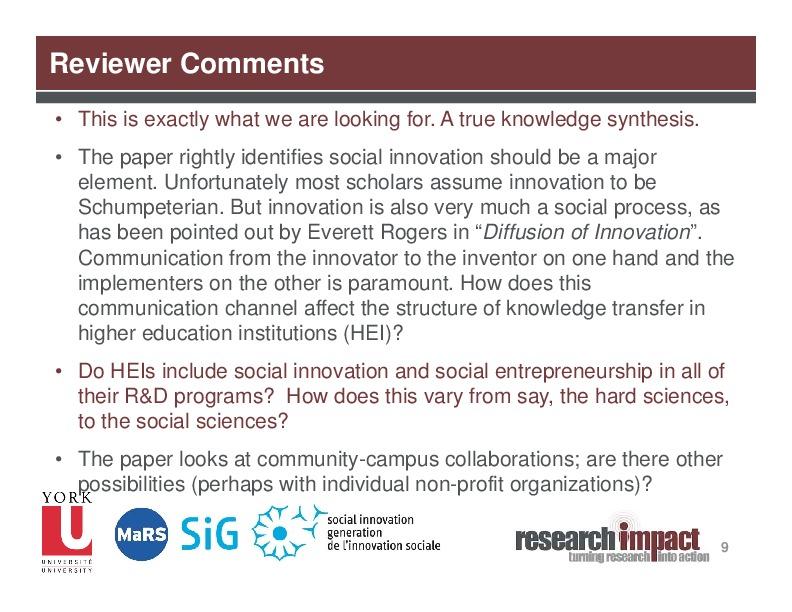 Reviewer Comments
• This is exactly what we are looking for. A true knowledge synthesis.
• The paper rightly identifies social innovation should be a major
element. Unfortunately most scholars assume innovation to be
Schumpeterian. But innovation is also very much a social process, as
has been pointed out by Everett Rogers in “Diffusion of Innovation”.
Communication from the innovator to the inventor on one hand and the
implementers on the other is paramount. How does this
communication channel affect the structure of knowledge transfer in
higher education institutions (HEI)?
• Do HEIs include social innovation and social entrepreneurship in all of
their R&D programs?  How does this vary from say, the hard sciences,
to the social sciences?
• The paper looks at community-campus collaborations; are there other
possibilities (perhaps with individual non-profit organizations)?
YORK
U
UNIVERSITÉ
UNIVERSITY
MaRS
SiG
social innovation
generation
de l'innovation sociale
researchimpact
turning research into action
9